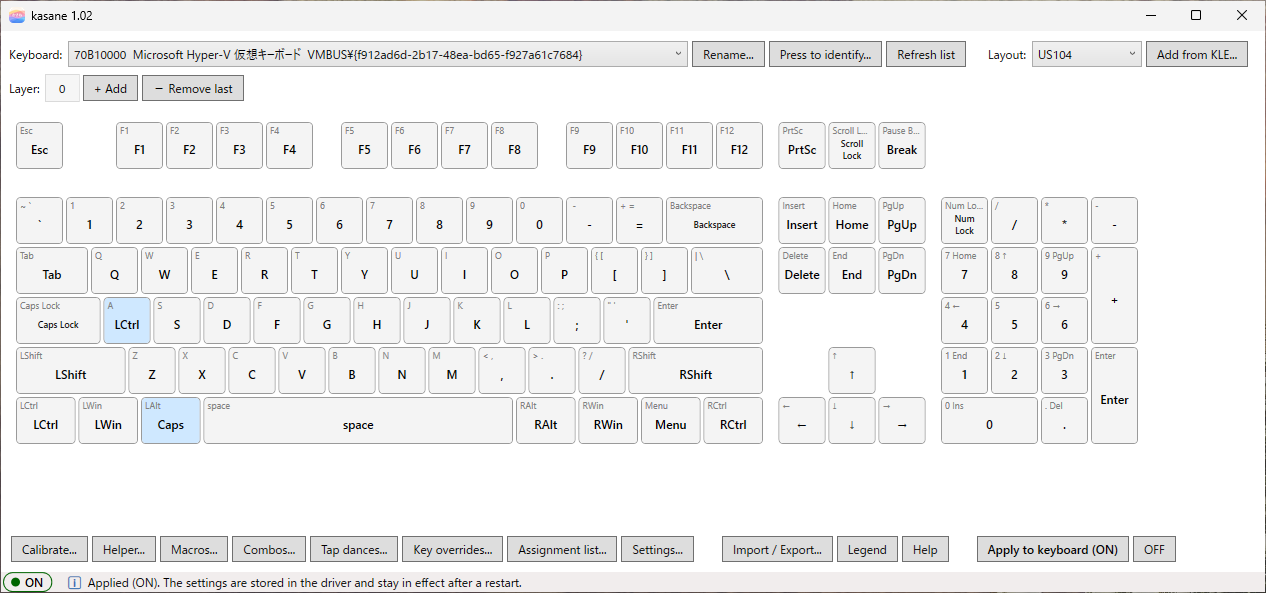 kasane 1.02
Keyboard: 70B10000 Microsoft Hyper-V 仮想キーボード VMBUS¥{f912ad6d-2b17-48ea-bd65-f927a61c7684} Rename... Press to identify... Refresh list Layout: US104 Add from KLE...
Layer: 0 + Add − Remove last
Esc F1 F2 F3 F4 F5 F6 F7 F8 F9 F10 F11 F12 PrtSc Scroll L... Pause B...
Esc F1 F2 F3 F4 F5 F6 F7 F8 F9 F10 F11 F12 PrtSc Scroll Lock Break
~ ` 1 2 3 4 5 6 7 8 9 0 - + = Backspace Insert Home PgUp Num Lo... / * -
` 1 2 3 4 5 6 7 8 9 0 - = Backspace Insert Home PgUp Num Lock / * -
Tab Q W E R T Y U I O P { [ } ] | \ Delete End PgDn 7 Home 8 ↑ 9 PgUp +
Tab Q W E R T Y U I O P [ ] \ Delete End PgDn 7 8 9 +
Caps Lock A S D F G H J K L : ; " ' Enter 4 ← 5 6 →
Caps Lock LCtrl S D F G H J K L ; ' Enter 4 5 6
LShift Z X C V B N M < , > . ? / RShift ↑ 1 End 2 ↓ 3 PgDn Enter
LShift Z X C V B N M , . / RShift ↑ 1 2 3 Enter
LCtrl LWin LAlt space RAlt RWin Menu RCtrl ← ↓ → 0 Ins . Del
LCtrl LWin Caps space RAlt RWin Menu RCtrl ← ↓ → 0 .
Calibrate... Helper... Macros... Combos... Tap dances... Key overrides... Assignment list... Settings... Import / Export... Legend Help Apply to keyboard (ON) OFF
ON Applied (ON). The settings are stored in the driver and stay in effect after a restart.